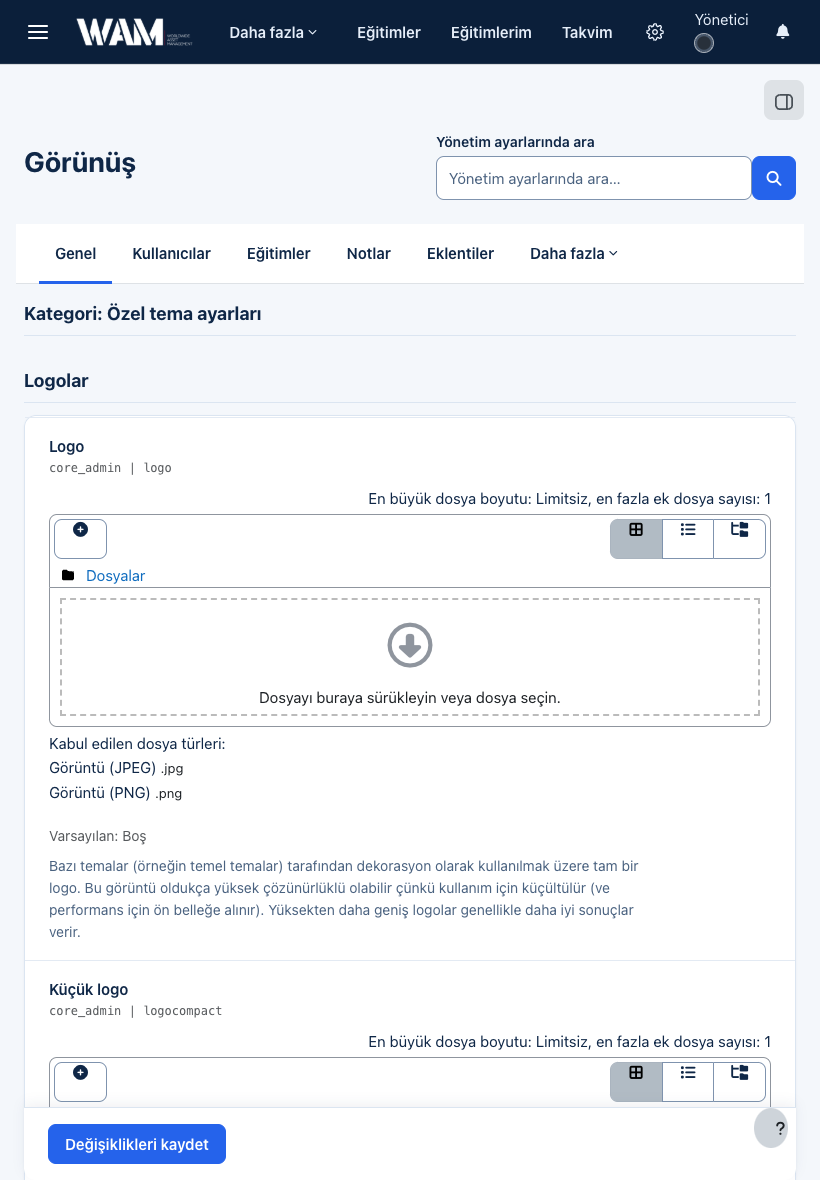 WAM WORLDWIDE ASSET MANAGEMENT
Daha fazla
Eğitimler
Eğitimlerim
Takvim
Yönetici
Görünüş
Yönetim ayarlarında ara
Yönetim ayarlarında ara...
Genel
Kullanıcılar
Eğitimler
Notlar
Eklentiler
Daha fazla
Kategori: Özel tema ayarları
Logolar
Logo
core_admin | logo
En büyük dosya boyutu: Limitsiz, en fazla ek dosya sayısı: 1
Dosyalar
Dosyayı buraya sürükleyin veya dosya seçin.
Kabul edilen dosya türleri:
Görüntü (JPEG) .jpg
Görüntü (PNG) .png
Varsayılan: Boş
Bazı temalar (örneğin temel temalar) tarafından dekorasyon olarak kullanılmak üzere tam bir
logo. Bu görüntü oldukça yüksek çözünürlüklü olabilir çünkü kullanım için küçültülür (ve
performans için ön belleğe alınır). Yüksekten daha geniş logolar genellikle daha iyi sonuçlar
verir.
Küçük logo
core_admin | logocompact
En büyük dosya boyutu: Limitsiz, en fazla ek dosya sayısı: 1
Değişiklikleri kaydet
?